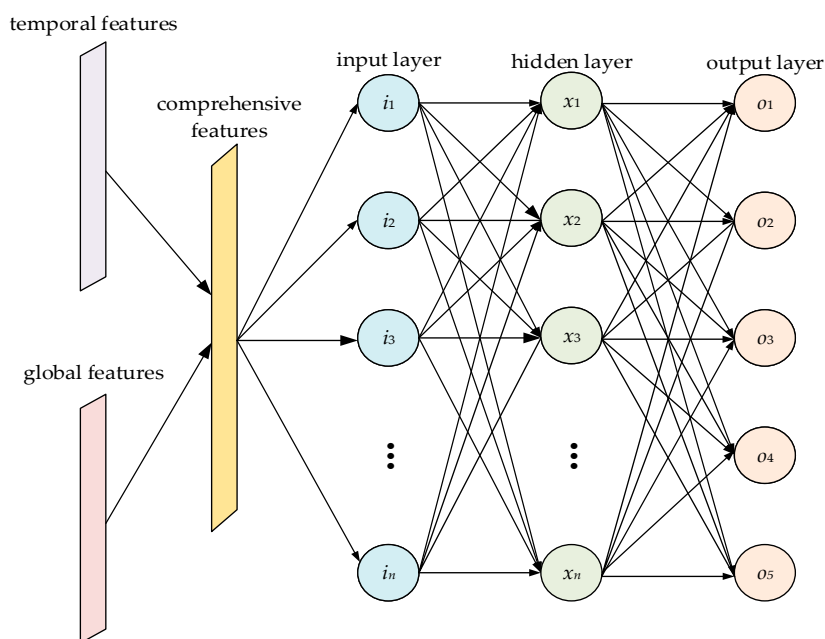 temporal features
comprehensive
features
input layer
hidden layer
output layer
i1
x1
o1
i2
x2
o2
i3
x3
o3
global features
o4
in
xn
o5